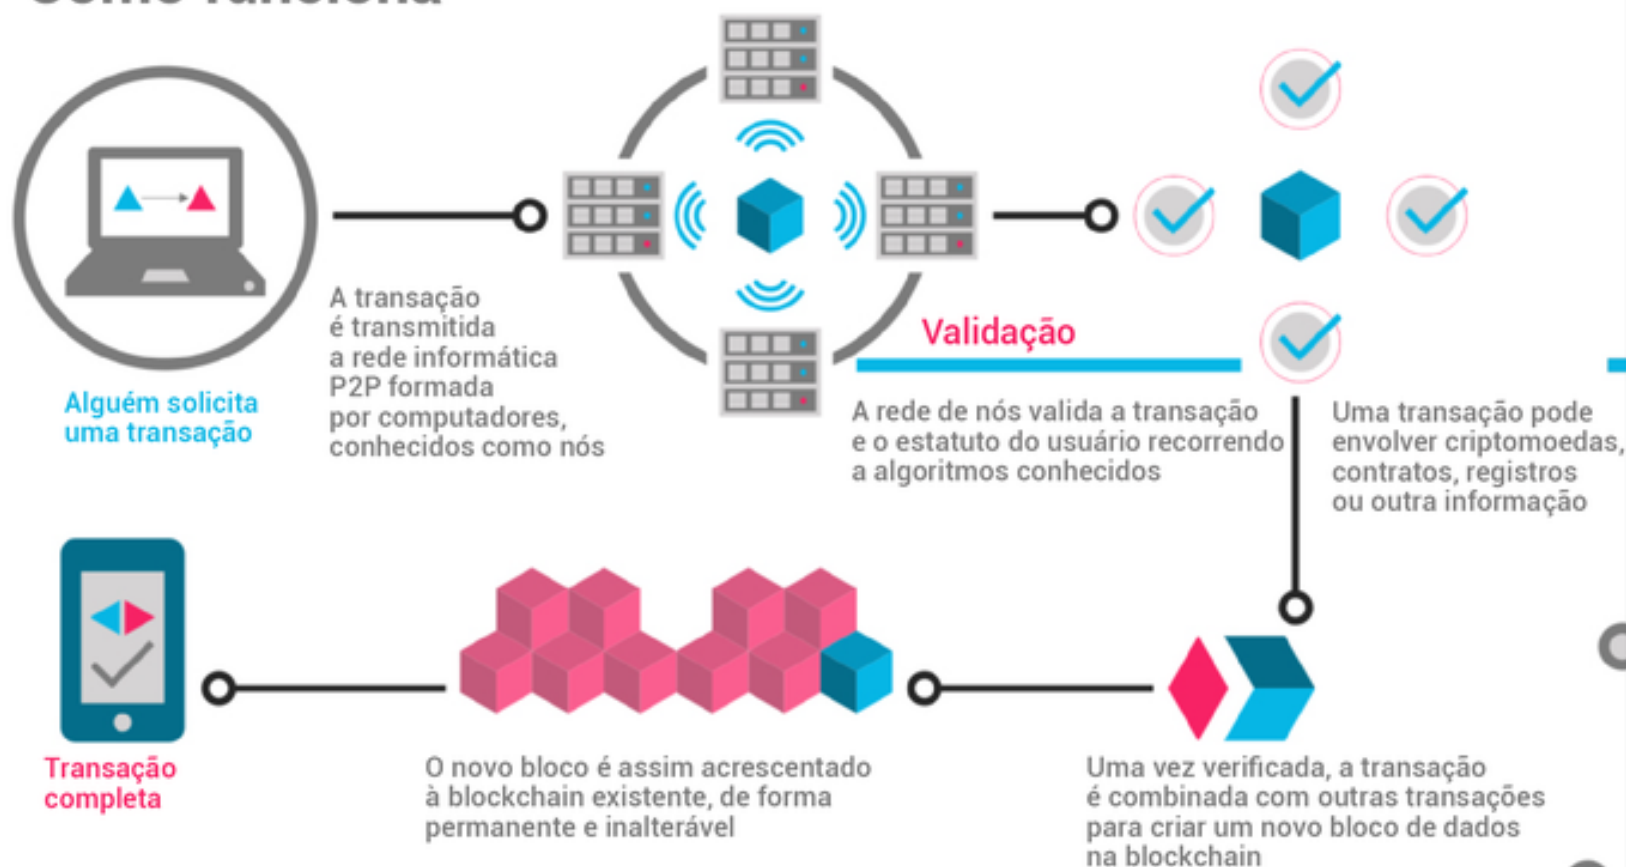 Como funciona
Alguém solicita
uma transação
A transação
é transmitida
a rede informática
P2P formada
por computadores,
conhecidos como nós
Validação
A rede de nós valida a transação
e o estatuto do usuário recorrendo
a algoritmos conhecidos
Uma transação pode
envolver criptomoedas,
contratos, registros
ou outra informação
Uma vez verificada, a transação
é combinada com outras transações
para criar um novo bloco de dados
na blockchain
O novo bloco é assim acrescentado
à blockchain existente, de forma
permanente e inalterável
Transação
completa